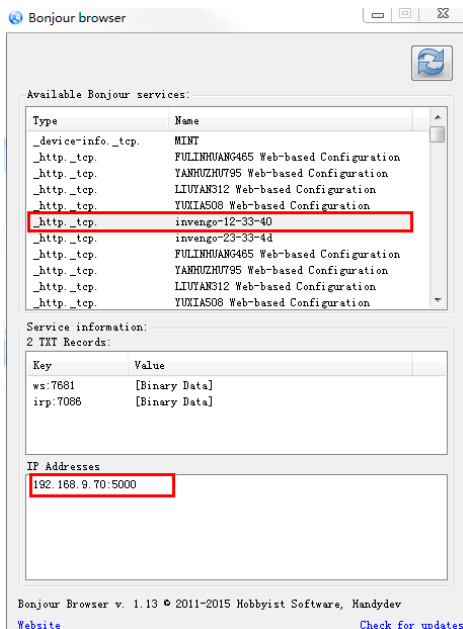 Bonjour browser
Available Bonjour services:
Type Name
_device-info._tcp. MINT
_http._tcp. FULINHUANG465 Web-based Configuration
_http._tcp. YANHUZHU795 Web-based Configuration
_http._tcp. LIUYAN312 Web-based Configuration
_http._tcp. YUXIA508 Web-based Configuration
_http._tcp. invengo-12-33-40
_http._tcp. invengo-23-33-4d
_http._tcp. FULINHUANG465 Web-based Configuration
_http._tcp. YANHUZHU795 Web-based Configuration
_http._tcp. LIUYAN312 Web-based Configuration
_http._tcp. YUXIA508 Web-based Configuration
Service information:
2 TXT Records:
Key Value
ws:7681 [Binary Data]
irp:7086 [Binary Data]
IP Addresses
192.168.9.70:5000
Bonjour Browser v. 1.13 © 2011-2015 Hobbyist Software, Handydev
Website Check for updates